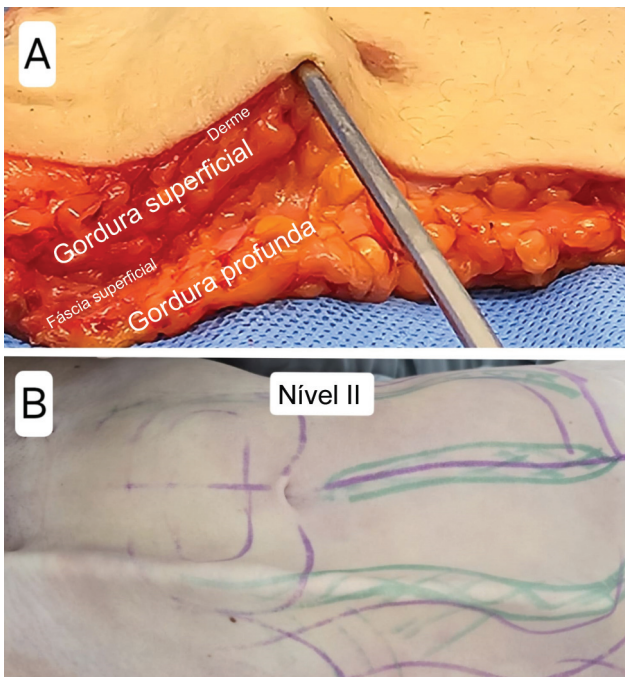 A
Derme
Gordura superficial
Fáscia superficial
Gordura profunda
B
Nível II